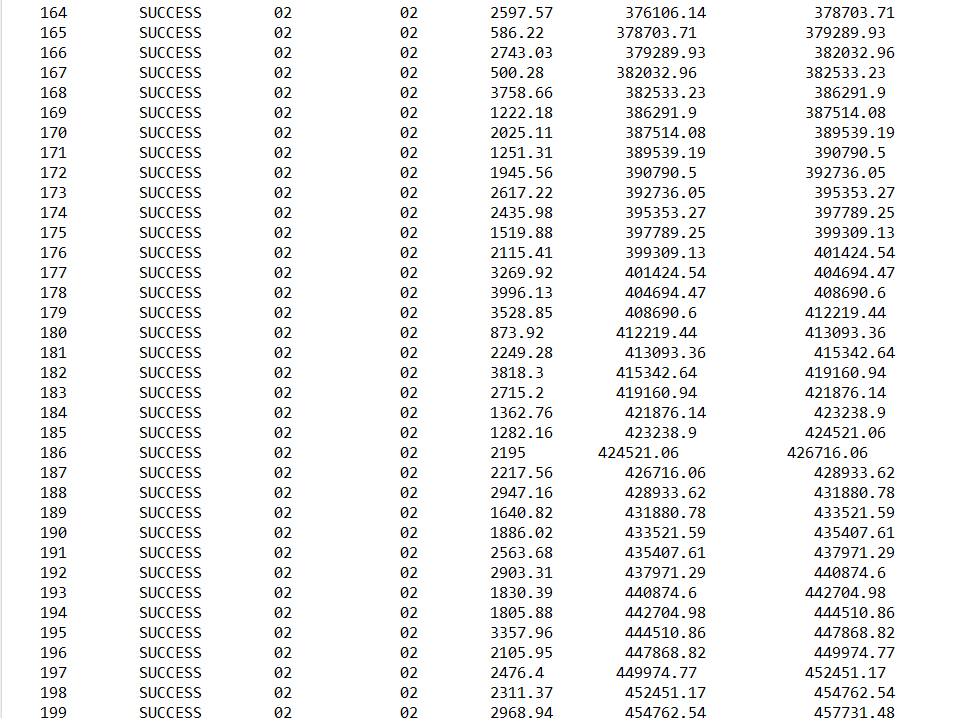 164 SUCCESS 02 02 2597.57 376106.14 378703.71
165 SUCCESS 02 02 586.22 378703.71 379289.93
166 SUCCESS 02 02 2743.03 379289.93 382032.96
167 SUCCESS 02 02 500.28 382032.96 382533.23
168 SUCCESS 02 02 3758.66 382533.23 386291.9
169 SUCCESS 02 02 1222.18 386291.9 387514.08
170 SUCCESS 02 02 2025.11 387514.08 389539.19
171 SUCCESS 02 02 1251.31 389539.19 390790.5
172 SUCCESS 02 02 1945.56 390790.5 392736.05
173 SUCCESS 02 02 2617.22 392736.05 395353.27
174 SUCCESS 02 02 2435.98 395353.27 397789.25
175 SUCCESS 02 02 1519.88 397789.25 399309.13
176 SUCCESS 02 02 2115.41 399309.13 401424.54
177 SUCCESS 02 02 3269.92 401424.54 404694.47
178 SUCCESS 02 02 3996.13 404694.47 408690.6
179 SUCCESS 02 02 3528.85 408690.6 412219.44
180 SUCCESS 02 02 873.92 412219.44 413093.36
181 SUCCESS 02 02 2249.28 413093.36 415342.64
182 SUCCESS 02 02 3818.3 415342.64 419160.94
183 SUCCESS 02 02 2715.2 419160.94 421876.14
184 SUCCESS 02 02 1362.76 421876.14 423238.9
185 SUCCESS 02 02 1282.16 423238.9 424521.06
186 SUCCESS 02 02 2195 424521.06 426716.06
187 SUCCESS 02 02 2217.56 426716.06 428933.62
188 SUCCESS 02 02 2947.16 428933.62 431880.78
189 SUCCESS 02 02 1640.82 431880.78 433521.59
190 SUCCESS 02 02 1886.02 433521.59 435407.61
191 SUCCESS 02 02 2563.68 435407.61 437971.29
192 SUCCESS 02 02 2903.31 437971.29 440874.6
193 SUCCESS 02 02 1830.39 440874.6 442704.98
194 SUCCESS 02 02 1805.88 442704.98 444510.86
195 SUCCESS 02 02 3357.96 444510.86 447868.82
196 SUCCESS 02 02 2105.95 447868.82 449974.77
197 SUCCESS 02 02 2476.4 449974.77 452451.17
198 SUCCESS 02 02 2311.37 452451.17 454762.54
199 SUCCESS 02 02 2968.94 454762.54 457731.48